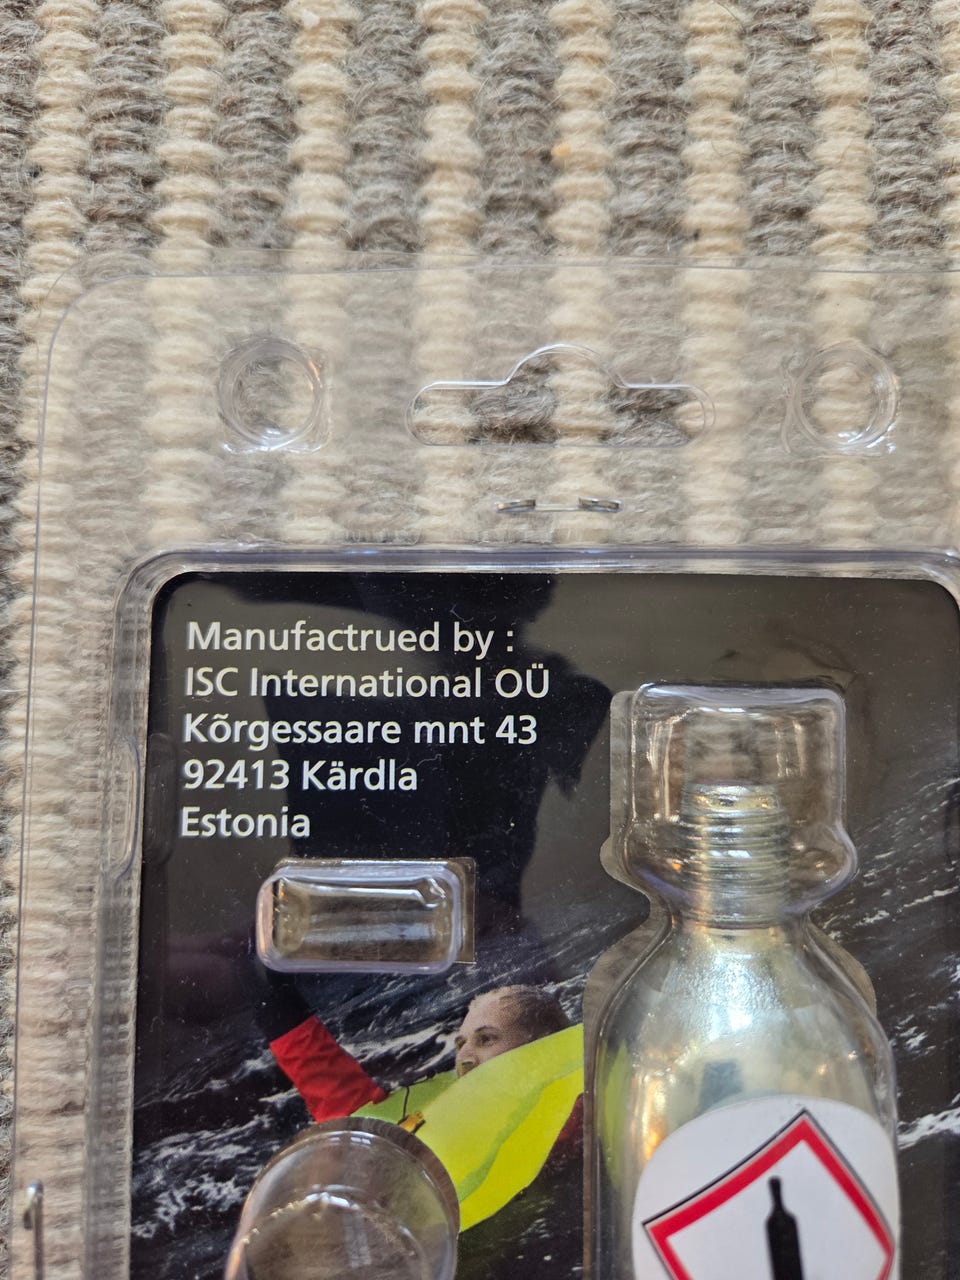 Manufactrued by :
ISC International OÜ
Kõrgessaare mnt 43
92413 Kärdla
Estonia